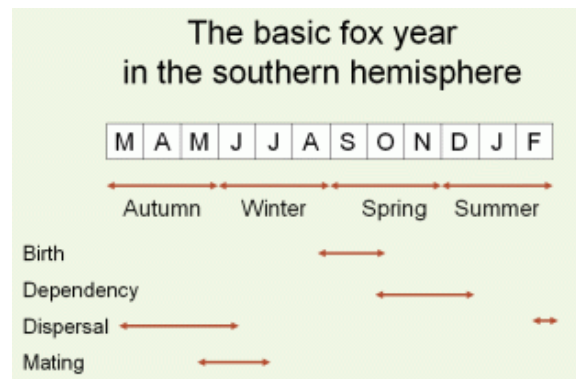 The basic fox year
in the southern hemisphere
M A M J J A S O N D J F
Autumn Winter Spring Summer
Birth
Dependency
Dispersal
Mating